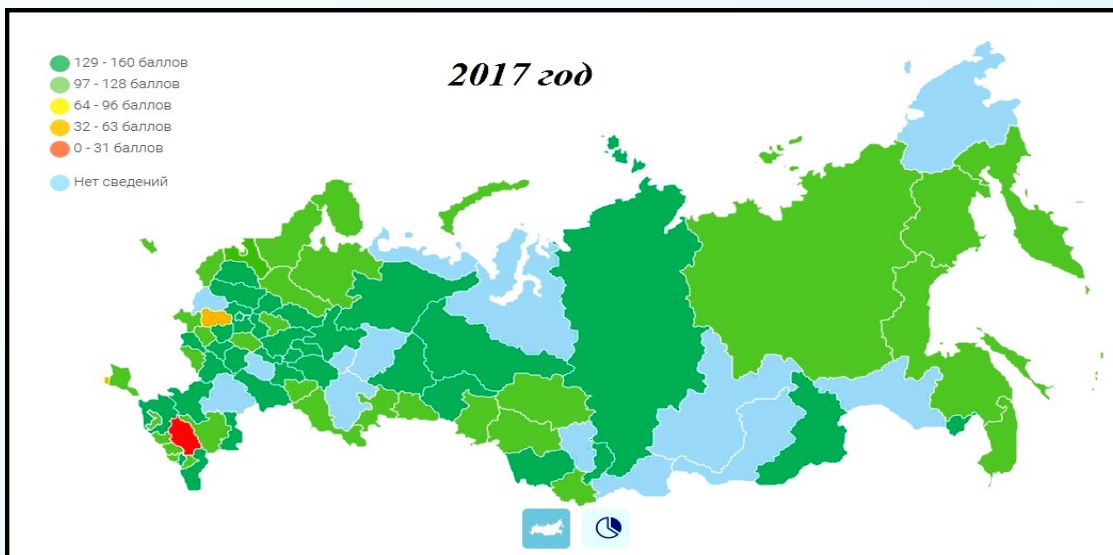 2017 год
129 - 160 баллов
97 - 128 баллов
64 - 96 баллов
32 - 63 баллов
0 - 31 баллов
Нет сведений